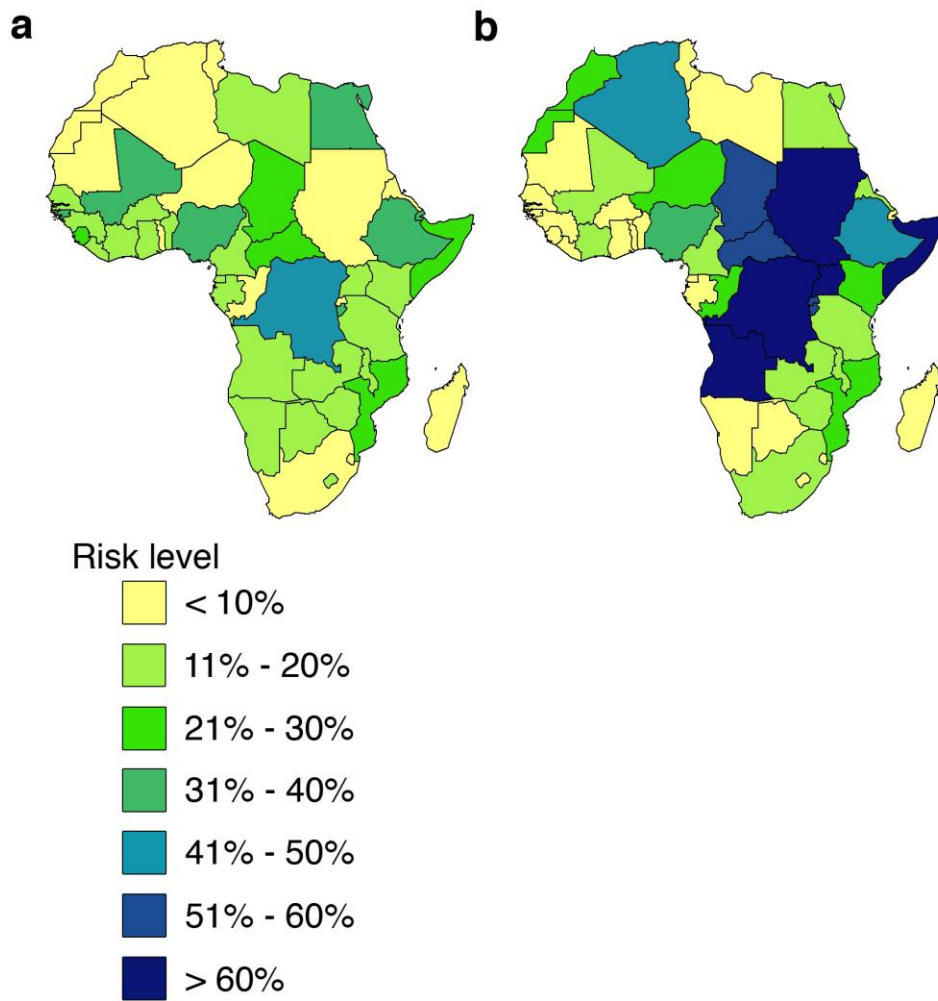 a
b
Risk level
< 10%
11% - 20%
21% - 30%
31% - 40%
41% - 50%
51% - 60%
> 60%